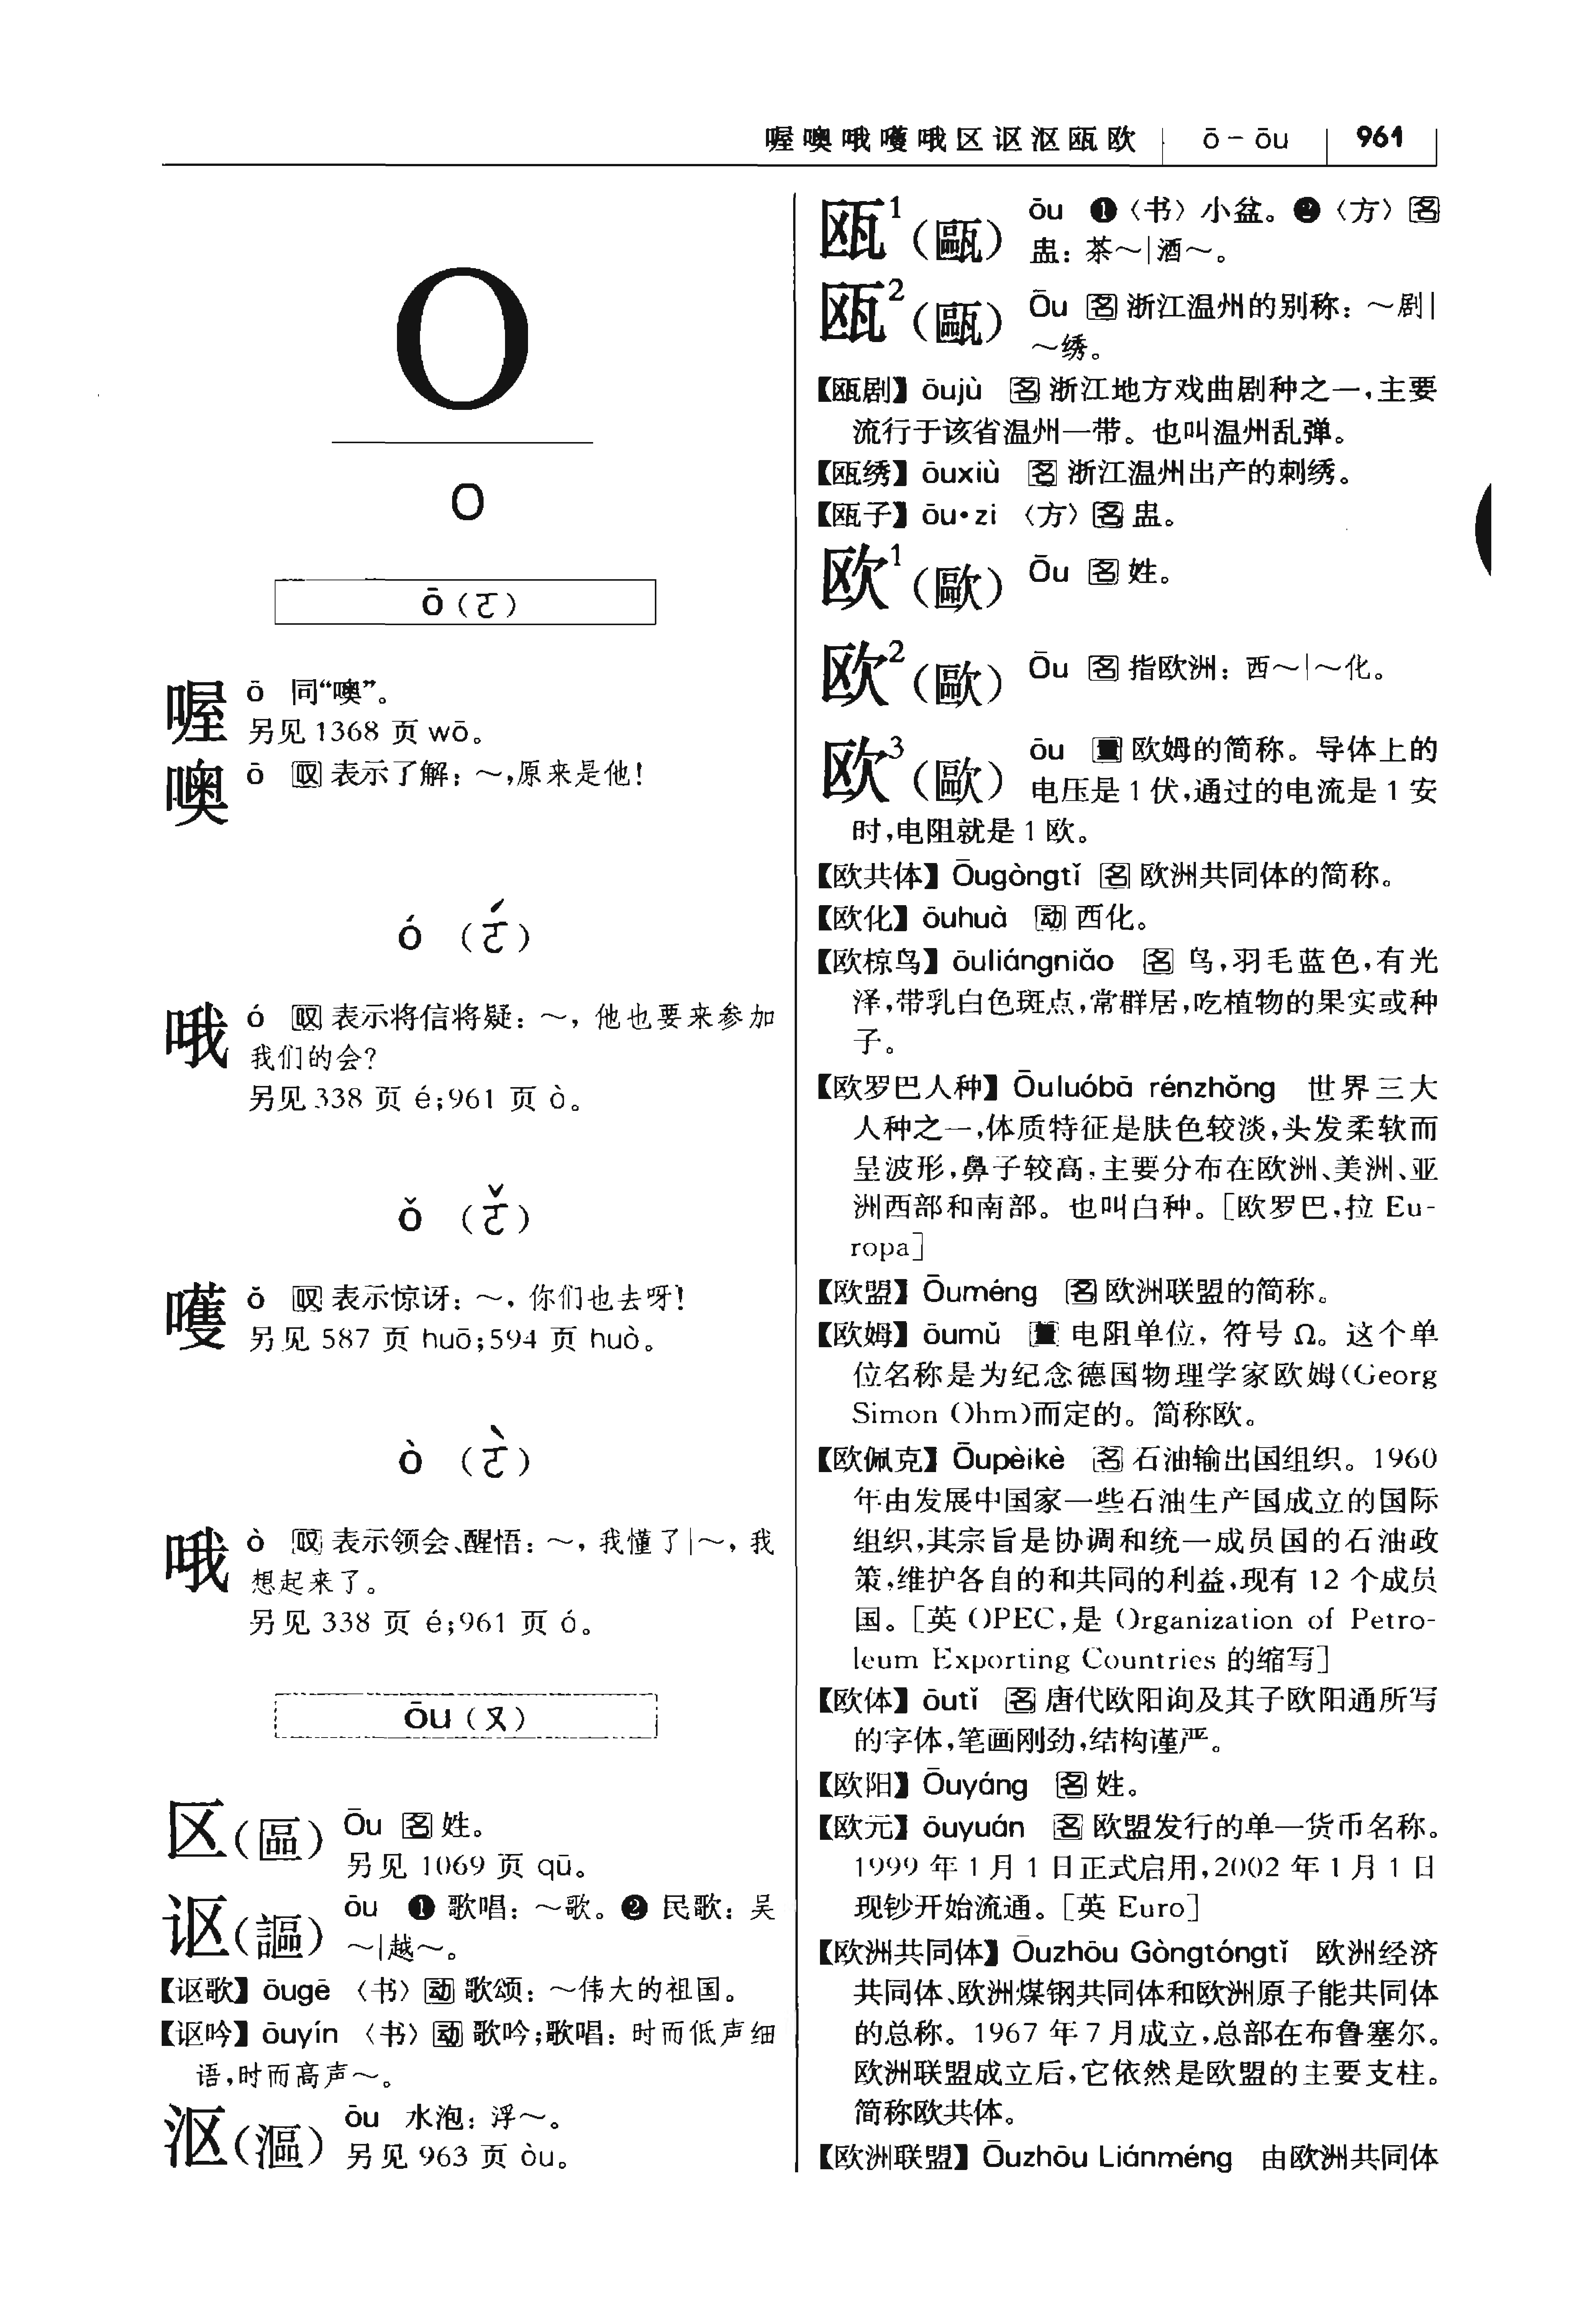 喔噢哦嚄哦区讴沤瓯欧 ō – ōu 961
O
O
ō（ㄛ）
喔 ō 同“噢”。
另见 1368 页 wō。
噢 ō 叹 表示了解：～,原来是他！
ó （ㄛˊ）
哦 ó 叹 表示将信将疑：～，他也要来参加
我们的会？
另见 338 页 é;961 页 ò。
ǒ （ㄛˇ）
嚄 ǒ 叹 表示惊讶：～，你们也去呀！
另见 587 页 huō;594 页 huò。
ò （ㄛˋ）
哦 ò 叹 表示领会、醒悟：～，我懂了|～，我
想起来了。
另见 338 页 é;961 页 ó。
ōu（ㄡ）
区（區） Ōu 名 姓。
另见 1069 页 qū。
讴（謳） ōu ❶ 歌唱：～歌。❷ 民歌：吴
～|越～。
【讴歌】ōugē 〈书〉动 歌颂：～伟大的祖国。
【讴吟】ōuyín 〈书〉动 歌吟;歌唱：时而低声细
语,时而高声～。
沤（漚） ōu 水泡：浮～。
另见 963 页 òu。
瓯¹（甌） ōu ❶〈书〉小盆。❷〈方〉名
盅：茶～|酒～。
瓯²（甌） Ōu 名 浙江温州的别称：～剧|
～绣。
【瓯剧】ōujù 名 浙江地方戏曲剧种之一,主要
流行于该省温州一带。也叫温州乱弹。
【瓯绣】ōuxiù 名 浙江温州出产的刺绣。
【瓯子】ōu•zi 〈方〉名 盅。
欧¹（歐） Ōu 名 姓。
欧²（歐） Ōu 名 指欧洲：西～|～化。
欧³（歐） ōu 量 欧姆的简称。导体上的
电压是 1 伏,通过的电流是 1 安
时,电阻就是 1 欧。
【欧共体】Ōugòngtǐ 名 欧洲共同体的简称。
【欧化】ōuhuà 动 西化。
【欧椋鸟】ōuliángniǎo 名 鸟,羽毛蓝色,有光
泽,带乳白色斑点,常群居,吃植物的果实或种
子。
【欧罗巴人种】Ōuluóbā rénzhǒng 世界三大
人种之一,体质特征是肤色较淡,头发柔软而
呈波形,鼻子较高,主要分布在欧洲、美洲、亚
洲西部和南部。也叫白种。[欧罗巴,拉 Eu-
ropa]
【欧盟】Ōuméng 名 欧洲联盟的简称。
【欧姆】ōumǔ 量 电阻单位，符号 Ω。这个单
位名称是为纪念德国物理学家欧姆(Georg
Simon Ohm)而定的。简称欧。
【欧佩克】Ōupèikè 名 石油输出国组织。1960
年由发展中国家一些石油生产国成立的国际
组织,其宗旨是协调和统一成员国的石油政
策,维护各自的和共同的利益,现有 12 个成员
国。[英 OPEC,是 Organization of Petro-
leum Exporting Countries 的缩写]
【欧体】ōutǐ 名 唐代欧阳询及其子欧阳通所写
的字体,笔画刚劲,结构谨严。
【欧阳】Ōuyáng 名 姓。
【欧元】ōuyuán 名 欧盟发行的单一货币名称。
1999 年 1 月 1 日正式启用,2002 年 1 月 1 日
现钞开始流通。[英 Euro]
【欧洲共同体】Ōuzhōu Gòngtóngtǐ 欧洲经济
共同体、欧洲煤钢共同体和欧洲原子能共同体
的总称。1967 年 7 月成立,总部在布鲁塞尔。
欧洲联盟成立后,它依然是欧盟的主要支柱。
简称欧共体。
【欧洲联盟】Ōuzhōu Liánméng 由欧洲共同体